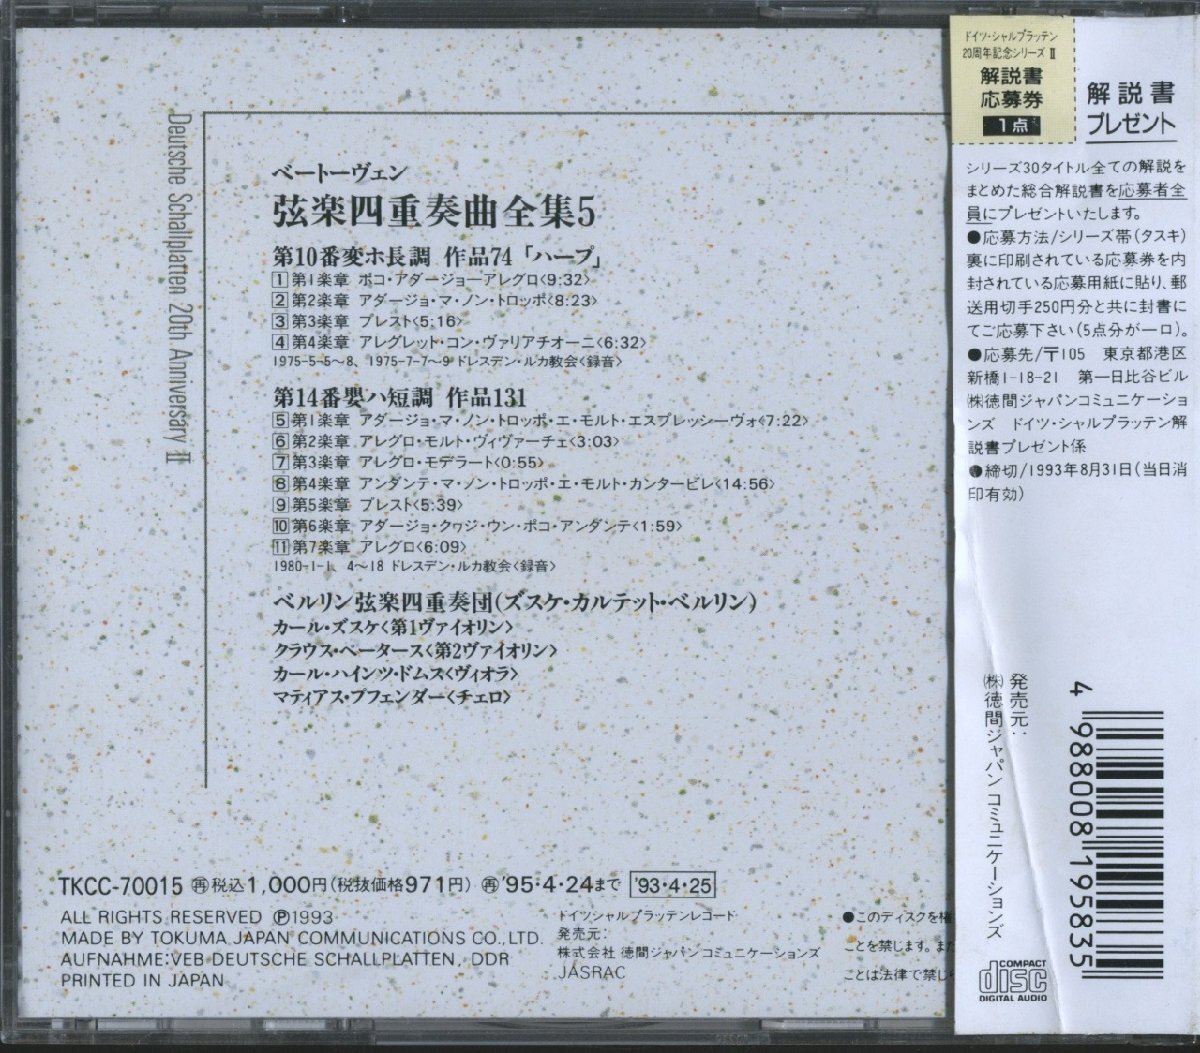 Deutsche Schallplatten 20th Anniversary II
ベートーヴェン
弦楽四重奏曲全集5
第10番変ホ長調 作品74「ハープ」
1 第1楽章 ポコ・アダージョーアレグロ<9:32>
2 第2楽章 アダージョ・マ・ノン・トロッポ<8:23>
3 第3楽章 プレスト<5:16>
4 第4楽章 アレグレット・コン・ヴァリアチオーニ<6:32>
1975-5-5〜8、1975-7-7〜9 ドレスデン・ルカ教会<録音>
第14番嬰ハ短調 作品131
5 第1楽章 アダージョ・マ・ノン・トロッポ・エ・モルト・エスプレッシーヴォ<7:22>
6 第2楽章 アレグロ・モルト・ヴィヴァーチェ<3:03>
7 第3楽章 アレグロ・モデラート<0:55>
8 第4楽章 アンダンテ・マ・ノン・トロッポ・エ・モルト・カンタービレ<14:56>
9 第5楽章 プレスト<5:39>
10 第6楽章 アダージョ・クヮジ・ウン・ポコ・アンダンテ<1:59>
11 第7楽章 アレグロ<6:09>
1980-1-1、4〜18 ドレスデン・ルカ教会<録音>
ベルリン弦楽四重奏団(ズスケ・カルテット・ベルリン)
カール・ズスケ<第1ヴァイオリン>
クラウス・ペータース<第2ヴァイオリン>
カール・ハインツ・ドムス<ヴィオラ>
マティアス・プフェンダー<チェロ>
TKCC-70015 ㊢税込1,000円(税抜価格971円) ㊢'95・4・24まで '93・4・25
ALL RIGHTS RESERVED Ⓟ1993
MADE BY TOKUMA JAPAN COMMUNICATIONS CO., LTD.
AUFNAHME:VEB DEUTSCHE SCHALLPLATTEN, DDR
PRINTED IN JAPAN
ドイツシャルプラッテンレコード
発売元:
株式会社 徳間ジャパンコミュニケーションズ
JASRAC
●このディスクを権
ことを禁じます。また
ことは法律で禁じ
ドイツ・シャルプラッテン
20周年記念シリーズ II
解説書
応募券
1点
解説書
プレゼント
シリーズ30タイトル全ての解説を
まとめた総合解説書を応募者全
員にプレゼントいたします。
●応募方法/シリーズ帯(タスキ)
裏に印刷されている応募券を内
封されている応募用紙に貼り、郵
送用切手250円分と共に封書に
てご応募下さい(5点分が一口)。
●応募先/〒105 東京都港区
新橋1-18-21 第一日比谷ビル
㈱徳間ジャパンコミュニケーショ
ンズ ドイツ・シャルプラッテン解
説書プレゼント係
●締切/1993年8月31日(当日消
印有効)
発売元:
㈱徳間ジャパンコミュニケーションズ
4 988008 195835
COMPACT
disc
DIGITAL AUDIO